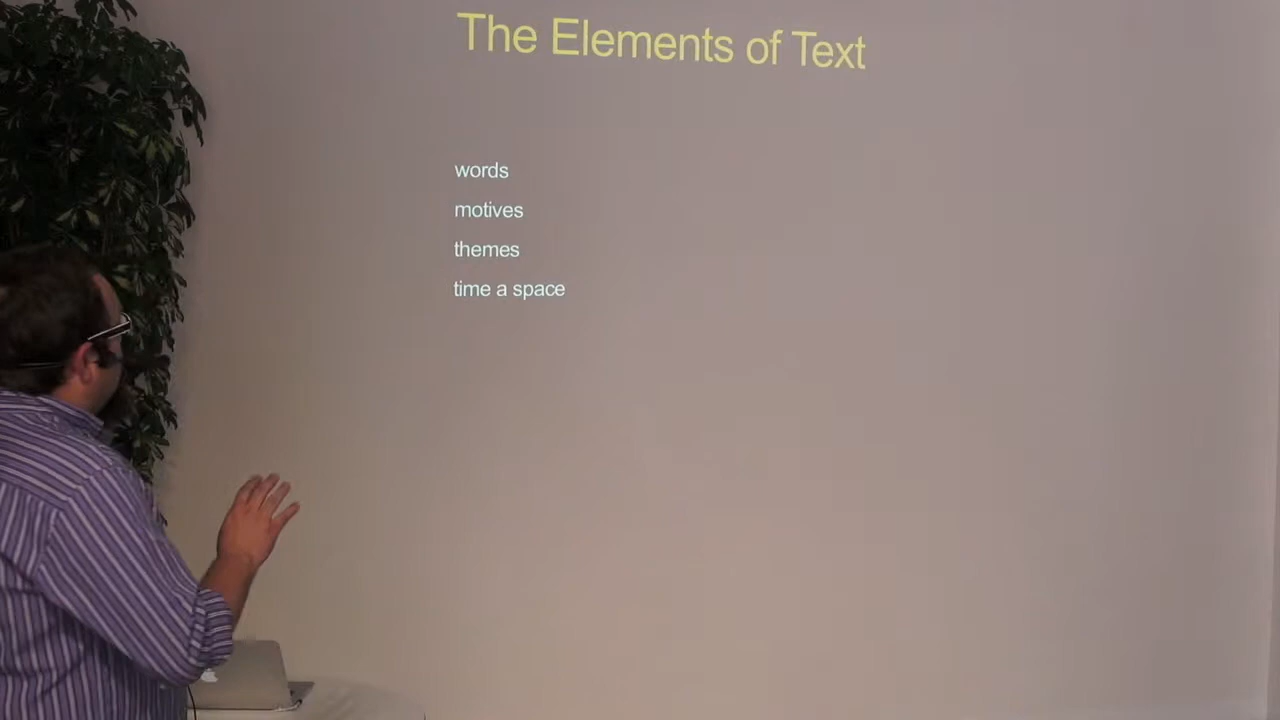 The Elements of Text
words
motives
themes
time a space